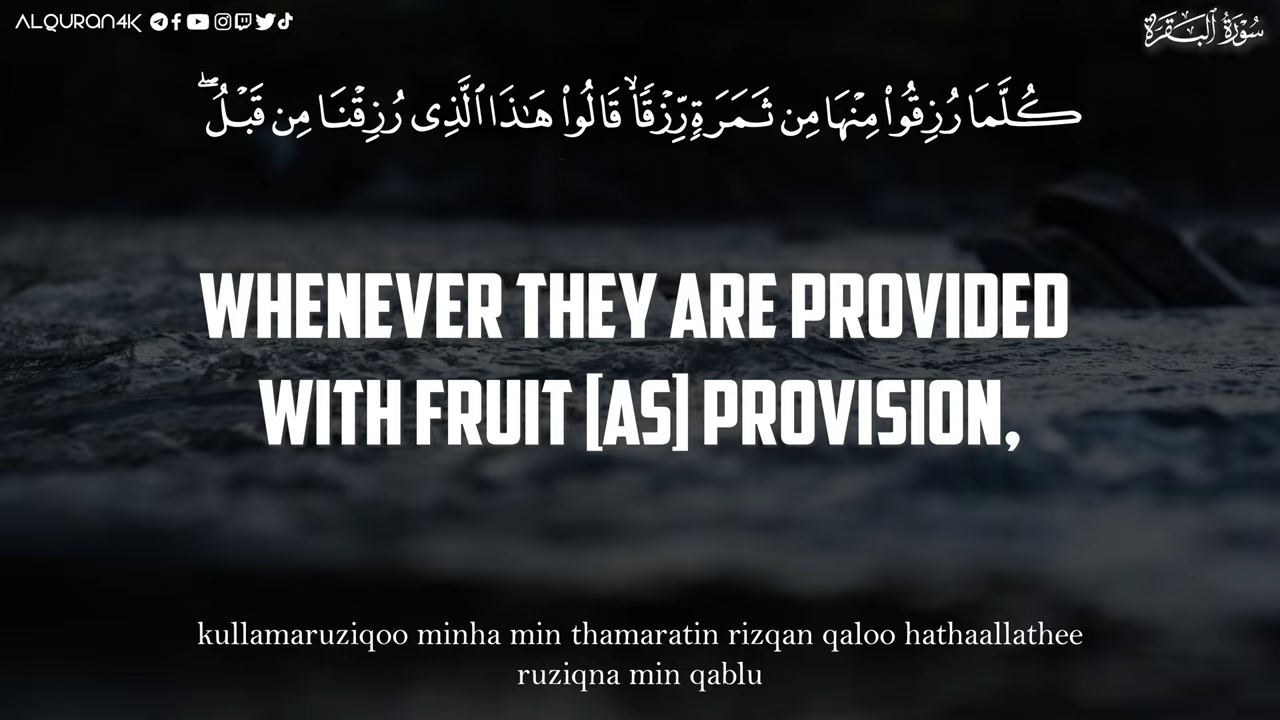 ALQURAN4K
سُورَةُ ٱلْبَقَرَةِ
كُلَّمَا رُزِقُوا۟ مِنْهَا مِن ثَمَرَةٍ رِّزْقًا ۙ قَالُوا۟ هَـٰذَا ٱلَّذِى رُزِقْنَا مِن قَبْلُ ۖ
WHENEVER THEY ARE PROVIDED
WITH FRUIT [AS] PROVISION,
kullamaruziqoo minha min thamaratin rizqan qaloo hathaallathee
ruziqna min qablu